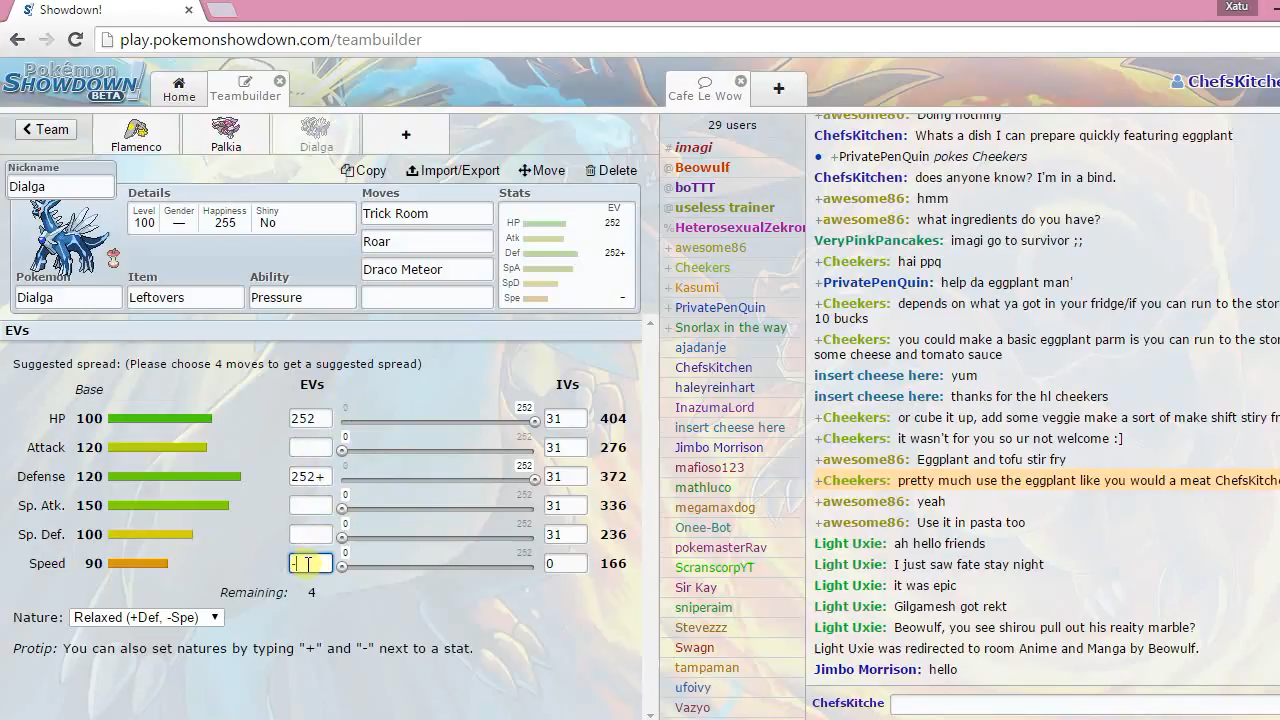 Showdown!
Xatu
play.pokemonshowdown.com/teambuilder
Pokémon
SHOWDOWN!
BETA
Home
Teambuilder
Cafe Le Wow
+
ChefsKitche
Team
Flamenco
Palkia
Dialga
+
Nickname
Dialga
Copy
Import/Export
Move
Delete
Details
Level Gender Happiness Shiny
100 — 255 No
Pokémon
Dialga
Item
Leftovers
Ability
Pressure
Moves
Trick Room
Roar
Draco Meteor
Stats
EV
HP 252
Atk
Def 252+
SpA
SpD
Spe –
EVs
Suggested spread: (Please choose 4 moves to get a suggested spread)
Base EVs IVs
HP 100 252 0 252 31 404
Attack 120 0 252 31 276
Defense 120 252+ 0 252 31 372
Sp. Atk. 150 0 252 31 336
Sp. Def. 100 0 252 31 236
Speed 90 - 0 252 0 166
Remaining: 4
Nature: Relaxed (+Def, -Spe)
Protip: You can also set natures by typing "+" and "-" next to a stat.
29 users
# imagi
@ Beowulf
@ boTTT
@ useless trainer
% HeterosexualZekrom
+ awesome86
+ Cheekers
+ Kasumi
+ PrivatePenQuin
+ Snorlax in the way
ajadanje
ChefsKitchen
haleyreinhart
InazumaLord
insert cheese here
Jimbo Morrison
mafioso123
mathluco
megamaxdog
Onee-Bot
pokemasterRav
ScranscorpYT
Sir Kay
sniperaim
Stevezzz
Swagn
tampaman
ufoivy
Vazyo
+awesome86: Doing nothing
ChefsKitchen: Whats a dish I can prepare quickly featuring eggplant
• +PrivatePenQuin pokes Cheekers
ChefsKitchen: does anyone know? I'm in a bind.
+awesome86: hmm
+awesome86: what ingredients do you have?
VeryPinkPancakes: imagi go to survivor ;;
+Cheekers: hai ppq
+PrivatePenQuin: help da eggplant man'
+Cheekers: depends on what ya got in your fridge/if you can run to the stor
10 bucks
+Cheekers: you could make a basic eggplant parm is you can run to the stor
some cheese and tomato sauce
insert cheese here: yum
insert cheese here: thanks for the hl cheekers
+Cheekers: or cube it up, add some veggie make a sort of make shift stiry fr
+Cheekers: it wasn't for you so ur not welcome :]
+awesome86: Eggplant and tofu stir fry
+Cheekers: pretty much use the eggplant like you would a meat ChefsKitche
+awesome86: yeah
+awesome86: Use it in pasta too
Light Uxie: ah hello friends
Light Uxie: I just saw fate stay night
Light Uxie: it was epic
Light Uxie: Gilgamesh got rekt
Light Uxie: Beowulf, you see shirou pull out his reaity marble?
Light Uxie was redirected to room Anime and Manga by Beowulf.
Jimbo Morrison: hello
ChefsKitche